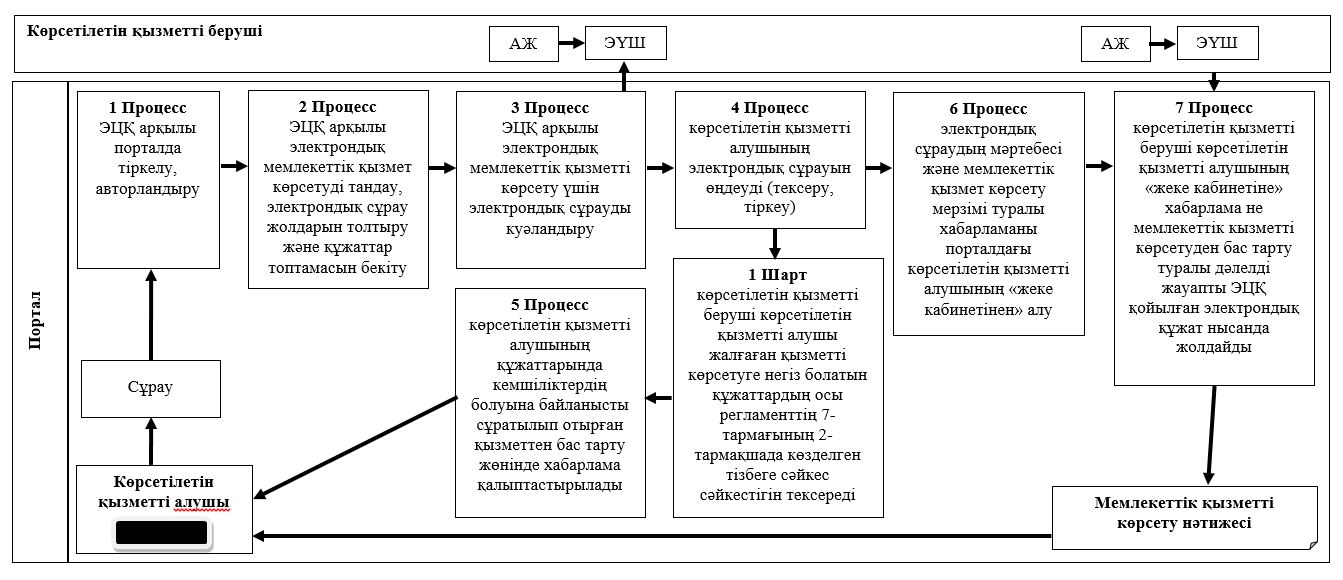 Көрсетілетін қызметті беруші
АЖ
ЭҮШ
АЖ
ЭҮШ
Портал
1 Процесс
ЭЦҚ арқылы
порталда
тіркелу,
авторландыру
2 Процесс
ЭЦҚ арқылы
электрондық
мемлекеттік қызмет
көрсетуді таңдау,
электрондық сұрау
жолдарын толтыру
және құжаттар
топтамасын бекіту
3 Процесс
ЭЦҚ арқылы
электрондық
мемлекеттік қызметті
көрсету үшін
электрондық сұрауды
куәландыру
4 Процесс
көрсетілетін қызметті
алушының
электрондық сұрауын
өңдеуді (тексеру,
тіркеу)
6 Процесс
электрондық
сұраудың мәртебесі
және мемлекеттік
қызмет көрсету
мерзімі туралы
хабарламаны
порталдағы
көрсетілетін қызметті
алушының «жеке
кабинетінен» алу
7 Процесс
көрсетілетін қызметті
беруші көрсетілетін
қызметті алушының
«жеке кабинетіне»
хабарлама не
мемлекеттік кызметті
көрсетуден бас тарту
туралы дәлелді
жауапты ЭЦҚ
қойылған электрондық
құжат нысанда
жолдайды
1 Шарт
көрсетілетін қызметті
беруші көрсетілетін
қызметті алушы
жалғаған қызметті
көрсетуге негіз болатын
құжаттардың осы
регламенттің 7-
тармағының 2-
тармақшада көзделген
тізбеге сәйкес
сәйкестігін тексереді
5 Процесс
көрсетілетін қызметті
алушының
құжаттарында
кемшіліктердің
болуына байланысты
сұратылып отырған
қызметтен бас тарту
жөнінде хабарлама
қалыптастырылады
Сұрау
Көрсетілетін
қызметті алушы
Мемлекеттік қызметті
көрсету нәтижесі